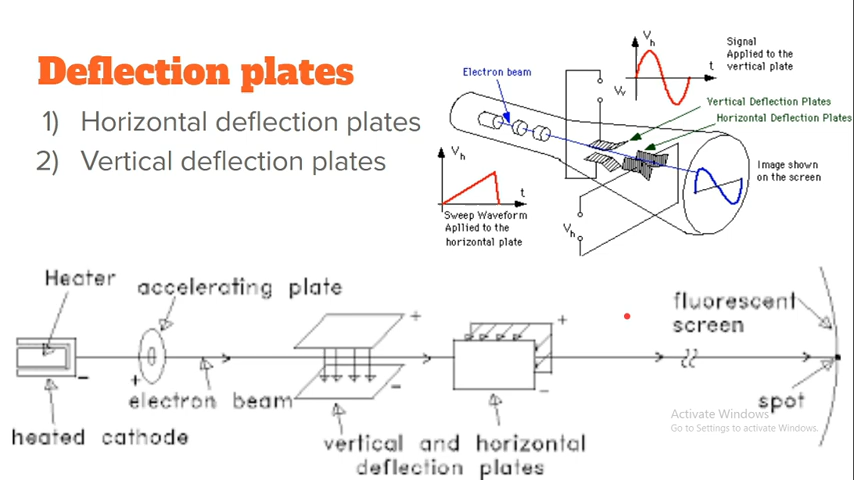 Deflection plates
1) Horizontal deflection plates
2) Vertical deflection plates
Electron beam
Vh
t
Signal
Applied to the
vertical plate
Vv
Vertical Deflection Plates
Horizontal Deflection Plates
Vh
t
Sweep Waveform
Apllied to the
horizontal plate
Vh
Image shown
on the screen
Heater
accelerating plate
+
-
+
electron beam
heated cathode
+
-
vertical and horizontal
deflection plates
+
-
fluorescent
screen
spot
Activate Windows
Go to Settings to activate Windows.